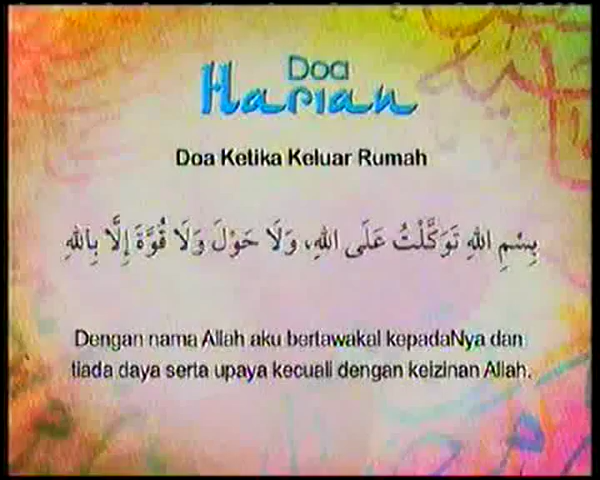 Doa
Harian
Doa Ketika Keluar Rumah
بِسْمِ اللهِ تَوَكَّلْتُ عَلَى اللهِ، وَلَا حَوْلَ وَلَا قُوَّةَ إِلَّا بِاللهِ
Dengan nama Allah aku bertawakal kepadaNya dan
tiada daya serta upaya kecuali dengan keizinan Allah.